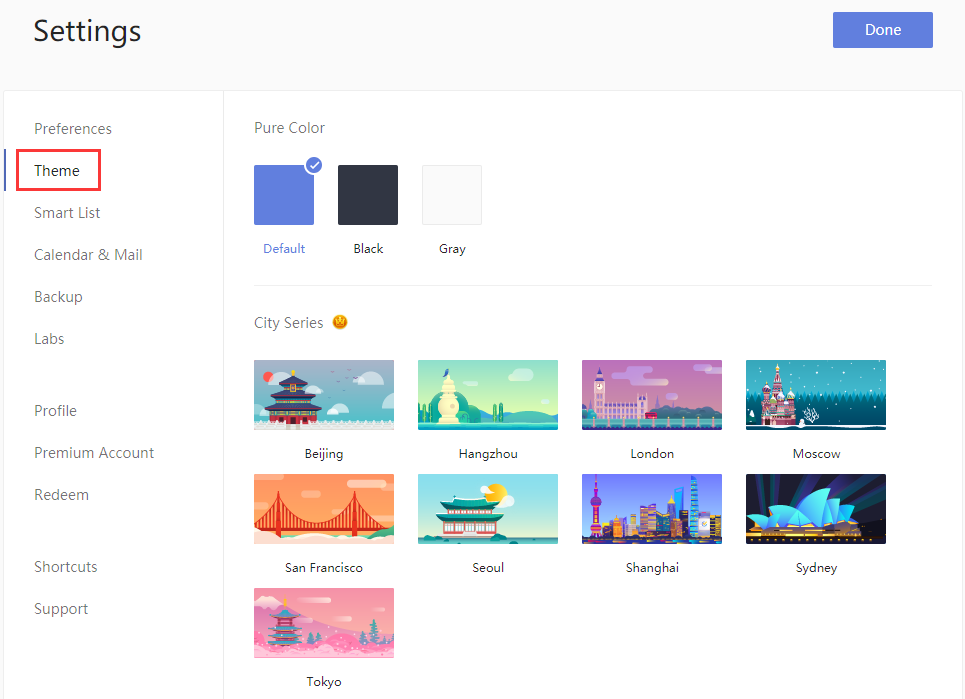 Settings
Done
Preferences
Theme
Smart List
Calendar & Mail
Backup
Labs
Profile
Premium Account
Redeem
Shortcuts
Support
Pure Color
Default
Black
Gray
City Series
Beijing
Hangzhou
London
Moscow
San Francisco
Seoul
Shanghai
Sydney
Tokyo